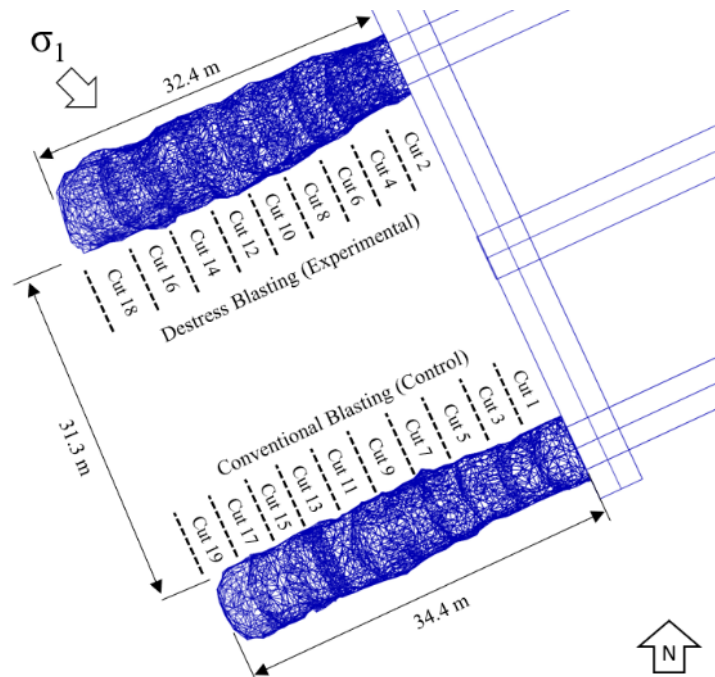 σ1
32.4 m
Cut 2
Cut 4
Cut 6
Cut 8
Cut 10
Cut 12
Cut 14
Cut 16
Cut 18
Destress Blasting (Experimental)
31.3 m
Conventional Blasting (Control)
Cut 1
Cut 3
Cut 5
Cut 7
Cut 9
Cut 11
Cut 13
Cut 15
Cut 17
Cut 19
34.4 m
N